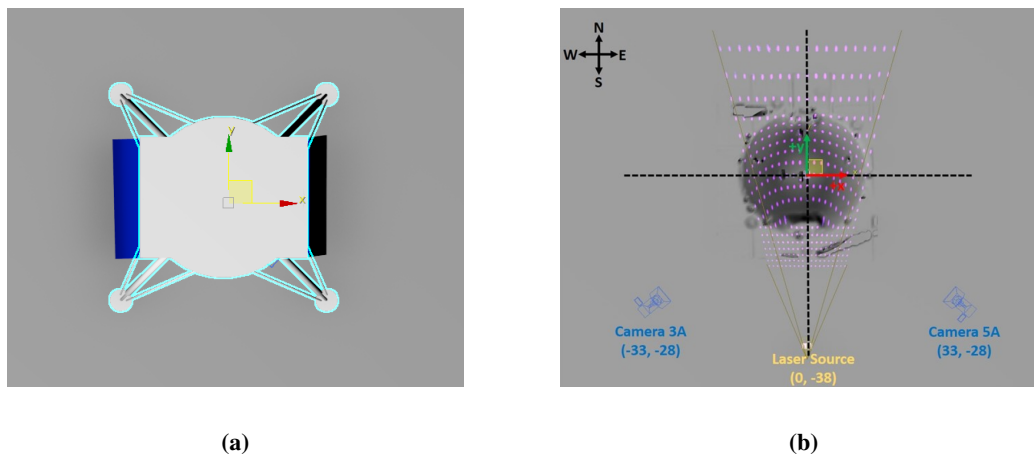 y
x
N
W E
S
+y
+x
Camera 3A
(-33, -28)
Camera 5A
(33, -28)
Laser Source
(0, -38)
(a)
(b)